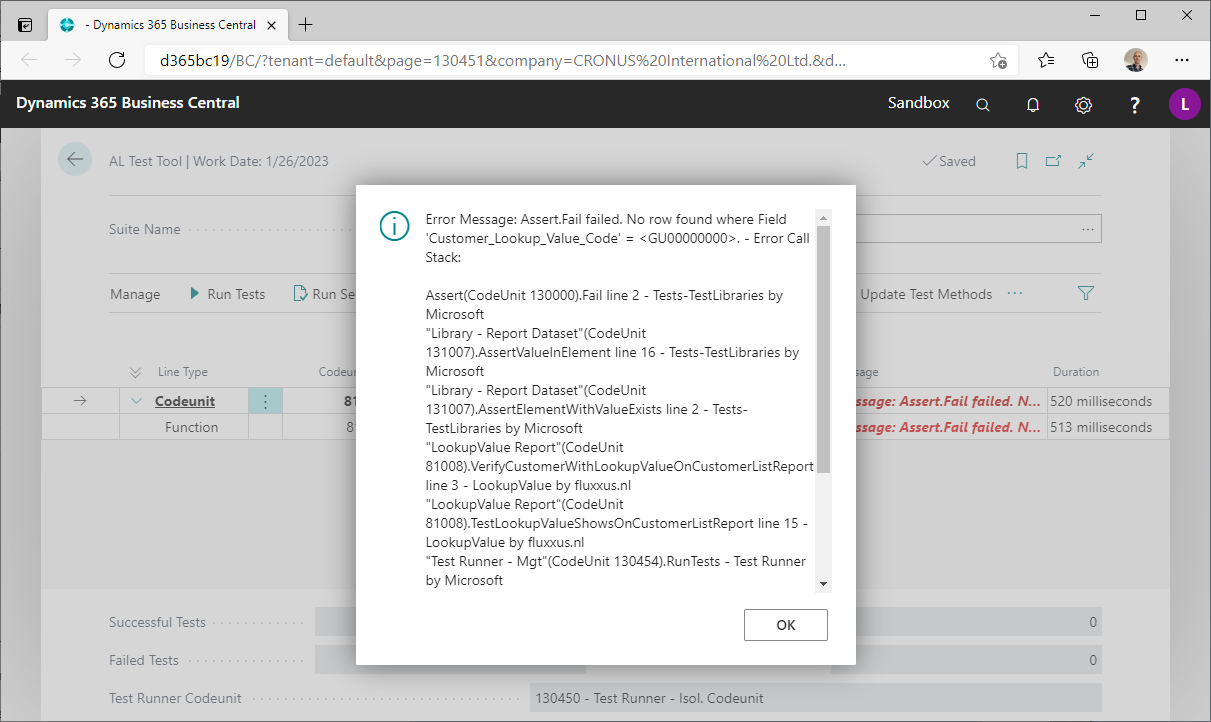 - Dynamics 365 Business Central
d365bc19/BC/?tenant=default&page=130451&company=CRONUS%20International%20Ltd.&d...
Dynamics 365 Business Central
Sandbox
L
AL Test Tool | Work Date: 1/26/2023
Saved
Suite Name
Manage
Run Tests
Run Se
Update Test Methods
Error Message: Assert.Fail failed. No row found where Field
'Customer_Lookup_Value_Code' = <GU00000000>. - Error Call
Stack:
Assert(CodeUnit 130000).Fail line 2 - Tests-TestLibraries by
Microsoft
"Library - Report Dataset"(CodeUnit
131007).AssertValueInElement line 16 - Tests-TestLibraries by
Microsoft
"Library - Report Dataset"(CodeUnit
131007).AssertElementWithValueExists line 2 - Tests-
TestLibraries by Microsoft
"LookupValue Report"(CodeUnit
81008).VerifyCustomerWithLookupValueOnCustomerListReport
line 3 - LookupValue by fluxxus.nl
"LookupValue Report"(CodeUnit
81008).TestLookupValueShowsOnCustomerListReport line 15 -
LookupValue by fluxxus.nl
"Test Runner - Mgt"(CodeUnit 130454).RunTests - Test Runner
by Microsoft
OK
Line Type
Codeun
sage
Duration
Codeunit
81
ssage: Assert.Fail failed. N...
520 milliseconds
Function
81
ssage: Assert.Fail failed. N...
513 milliseconds
Successful Tests
0
Failed Tests
0
Test Runner Codeunit
130450 - Test Runner - Isol. Codeunit